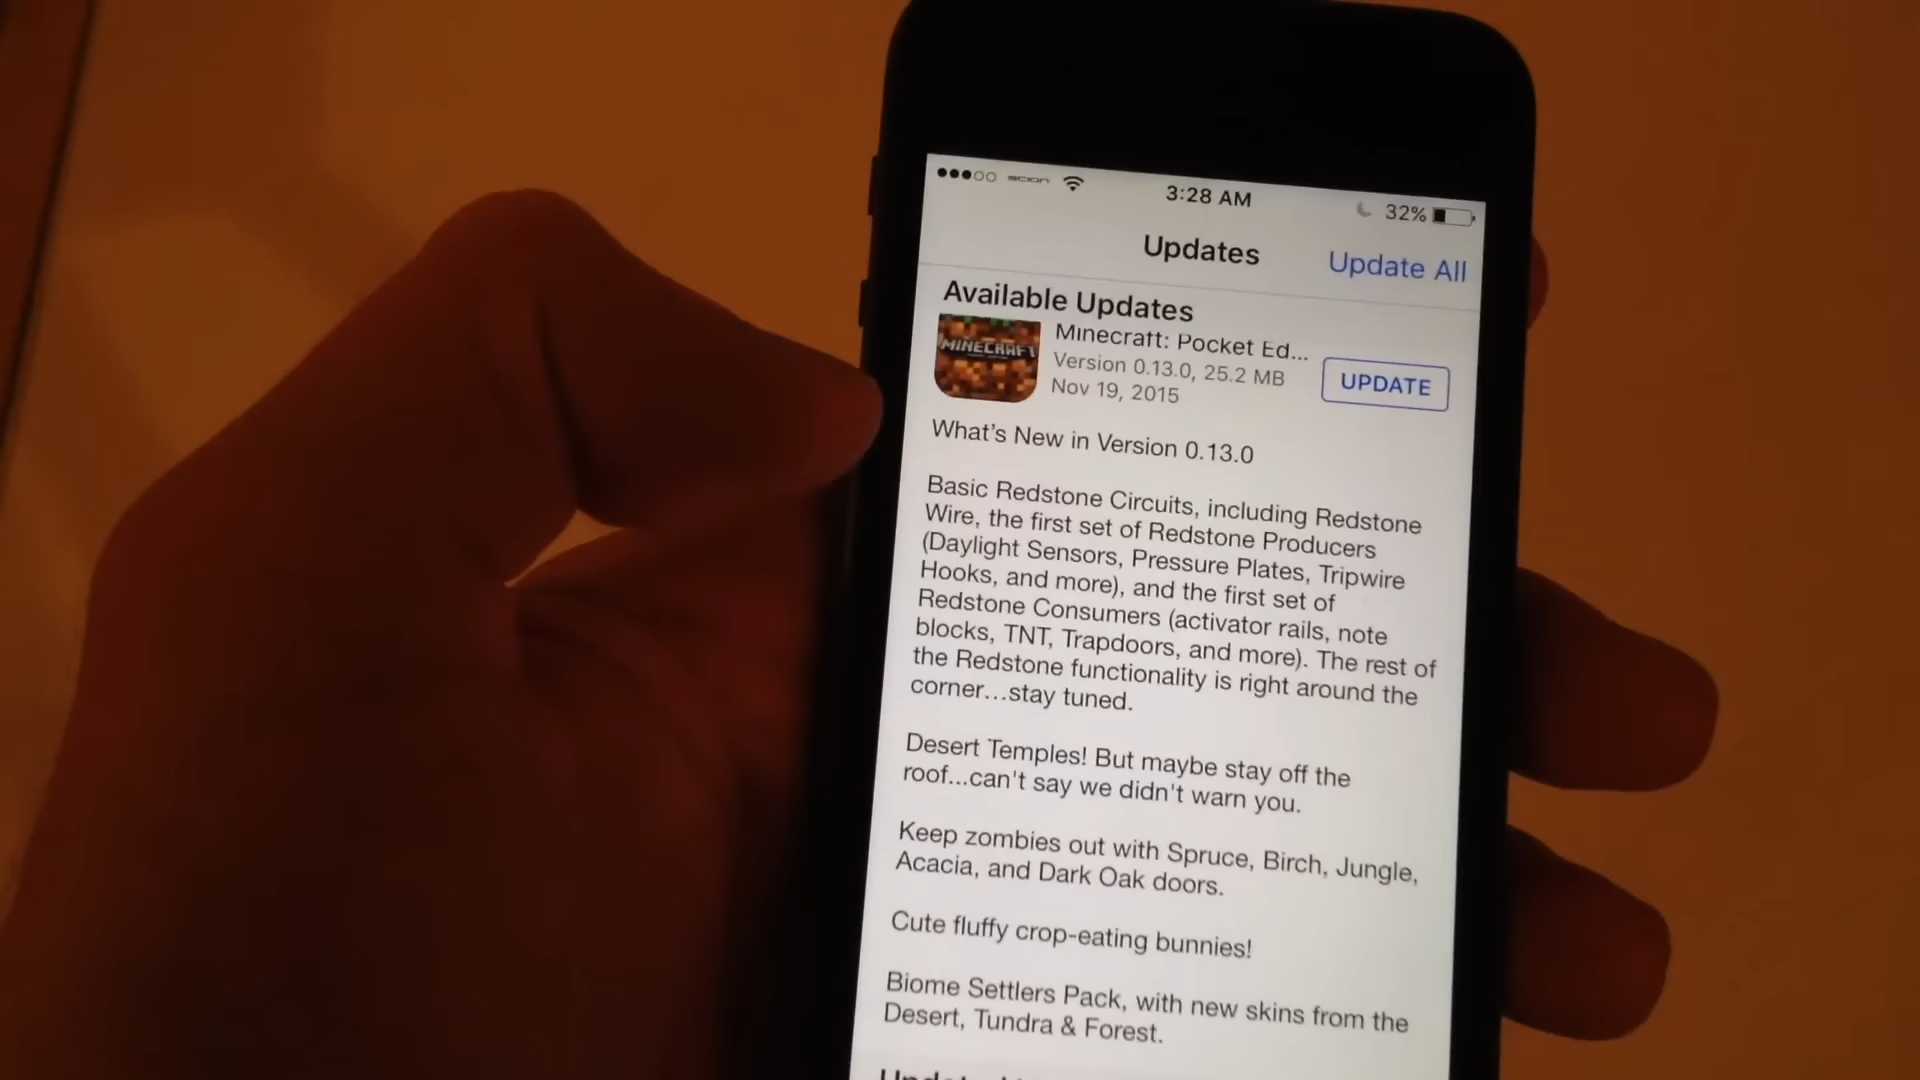 scion 3:28 AM 32%
Updates Update All
Available Updates
MINECRAFT
Minecraft: Pocket Ed...
Version 0.13.0, 25.2 MB
Nov 19, 2015
UPDATE
What's New in Version 0.13.0
Basic Redstone Circuits, including Redstone
Wire, the first set of Redstone Producers
(Daylight Sensors, Pressure Plates, Tripwire
Hooks, and more), and the first set of
Redstone Consumers (activator rails, note
blocks, TNT, Trapdoors, and more). The rest of
the Redstone functionality is right around the
corner...stay tuned.
Desert Temples! But maybe stay off the
roof...can't say we didn't warn you.
Keep zombies out with Spruce, Birch, Jungle,
Acacia, and Dark Oak doors.
Cute fluffy crop-eating bunnies!
Biome Settlers Pack, with new skins from the
Desert, Tundra & Forest.